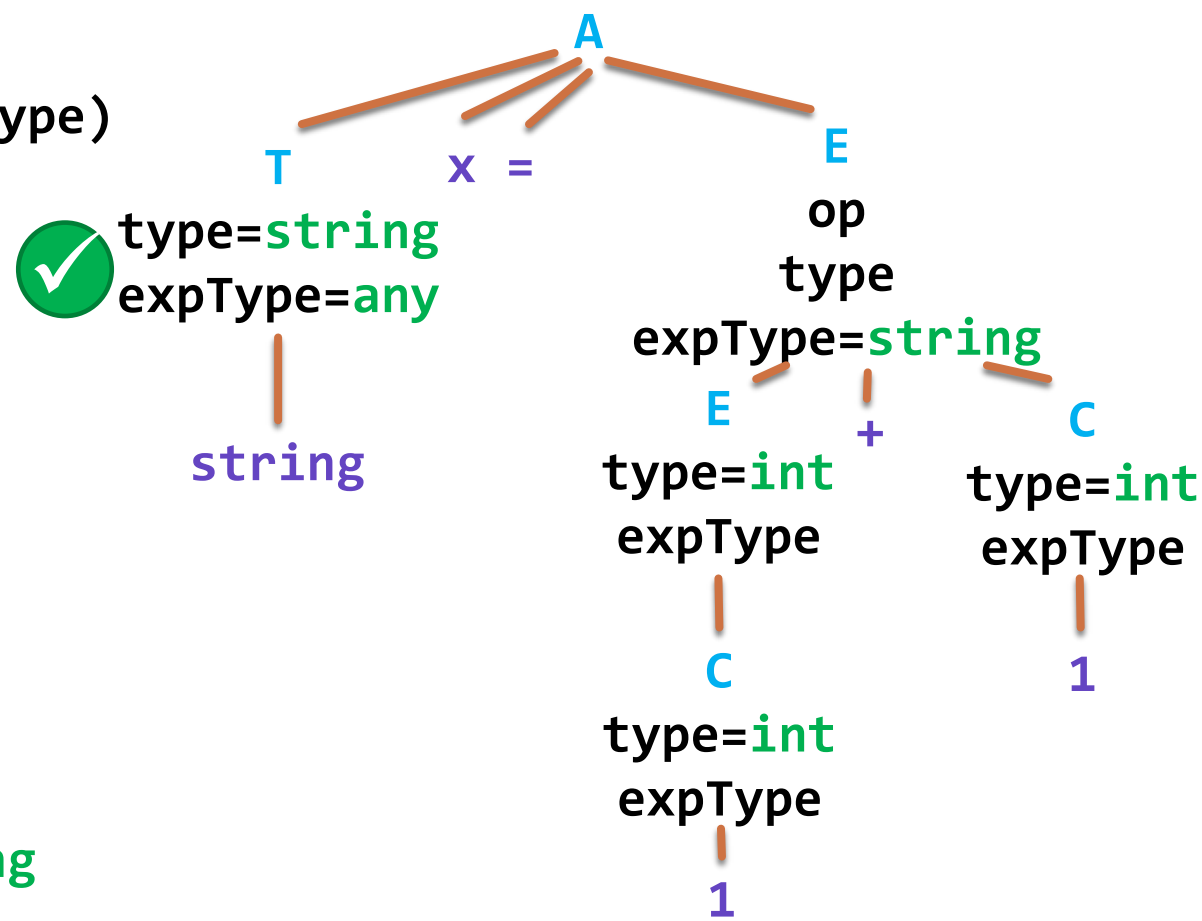 A
ype)
T
x =
E
type=string
expType=any
op
type
expType=string
string
E
type=int
expType
+
C
type=int
expType
C
type=int
expType
1
1
g